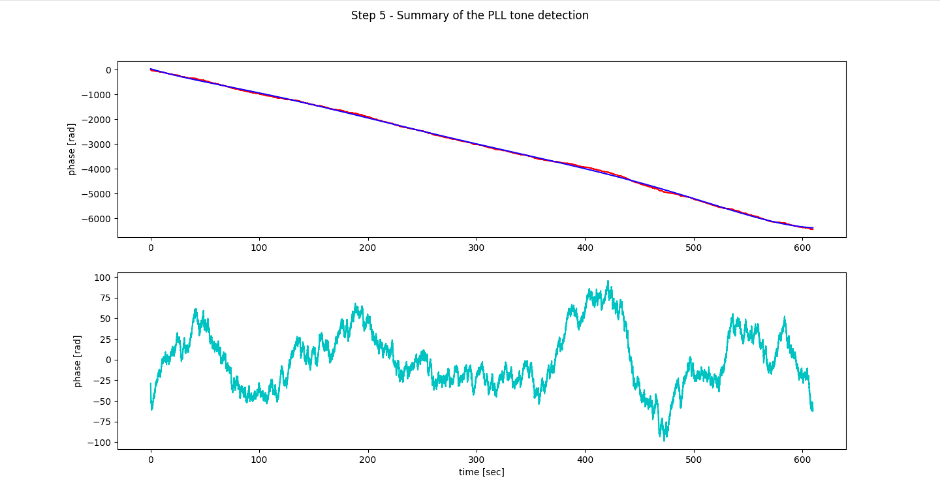 Step 5 - Summary of the PLL tone detection
0
−1000
−2000
−3000
−4000
−5000
−6000
phase [rad]
0 100 200 300 400 500 600
100
75
50
25
0
−25
−50
−75
−100
phase [rad]
0 100 200 300 400 500 600
time [sec]